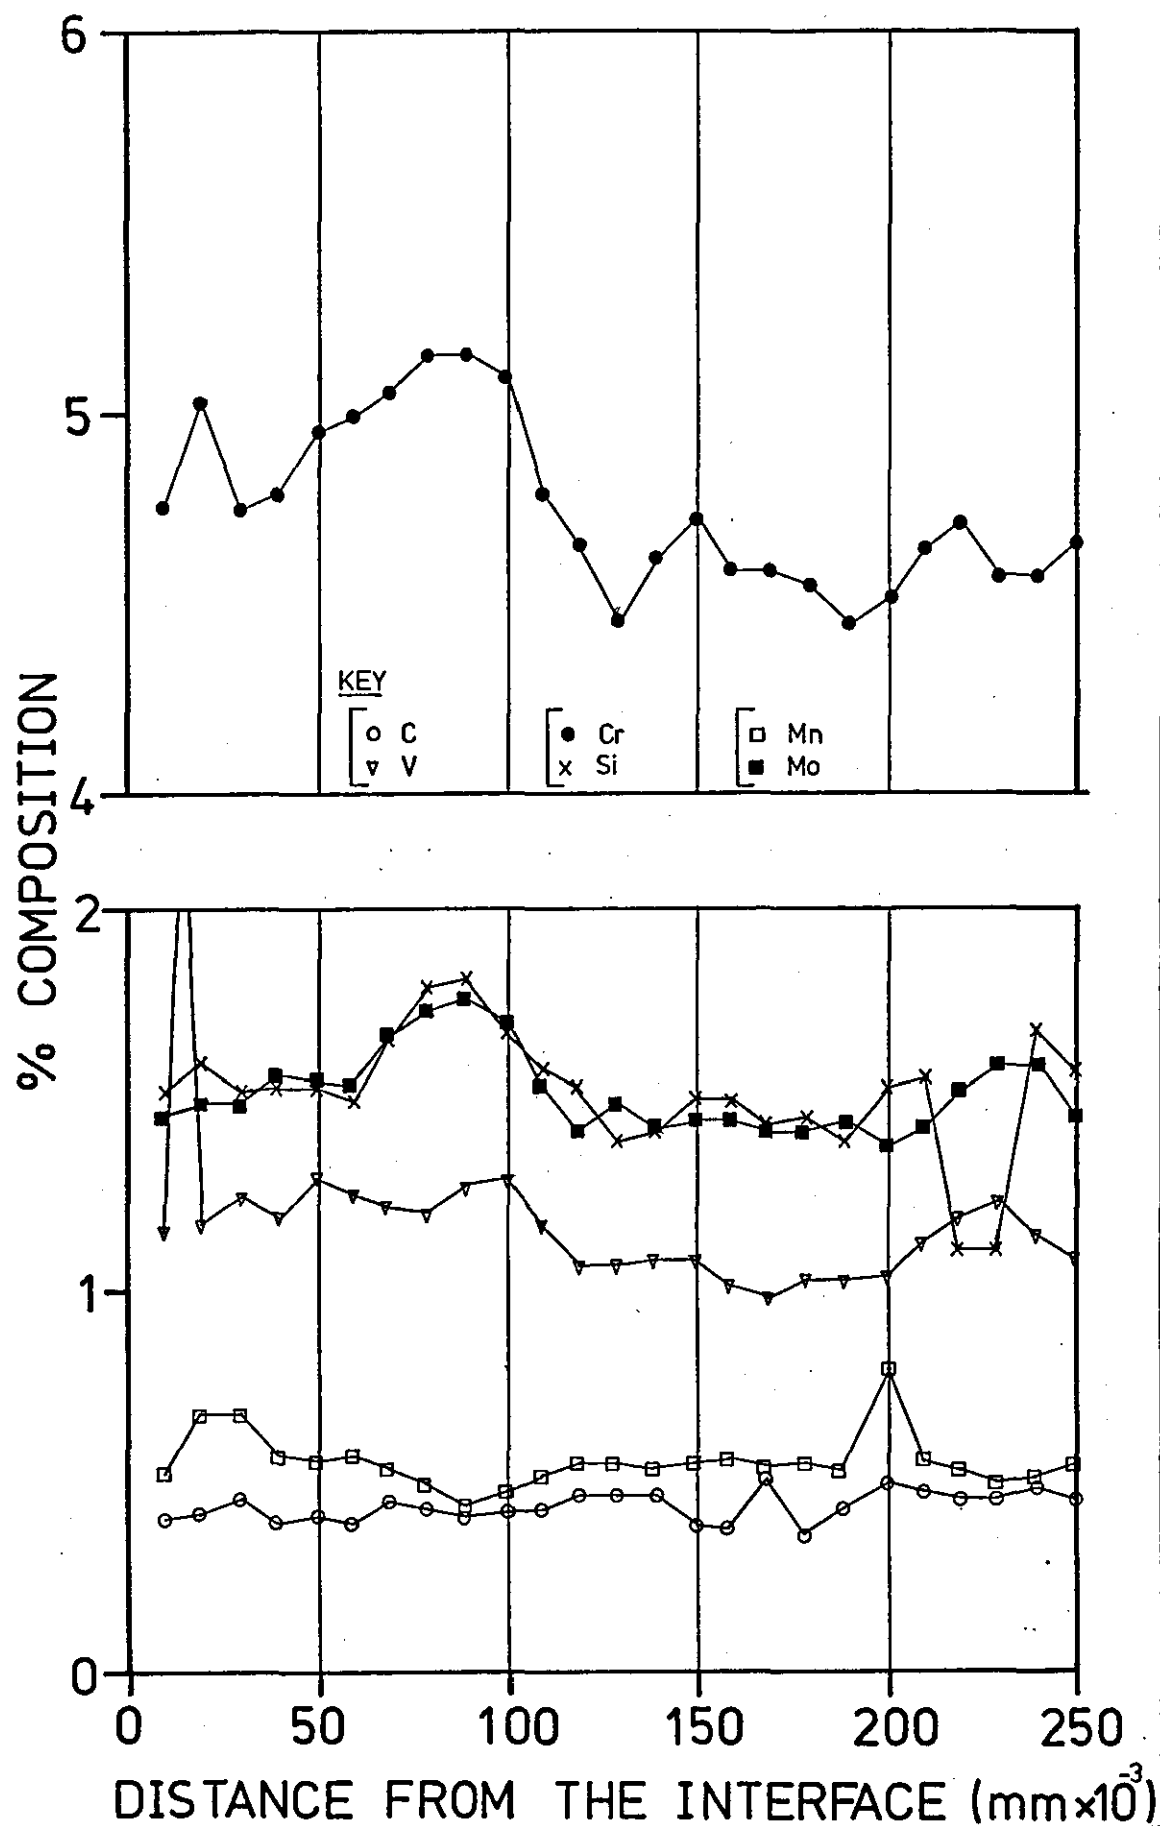 6
5
4
% COMPOSITION
KEY
C
V
Cr
Si
Mn
Mo
2
1
0
0 50 100 150 200 250
DISTANCE FROM THE INTERFACE (mm x10⁻³)